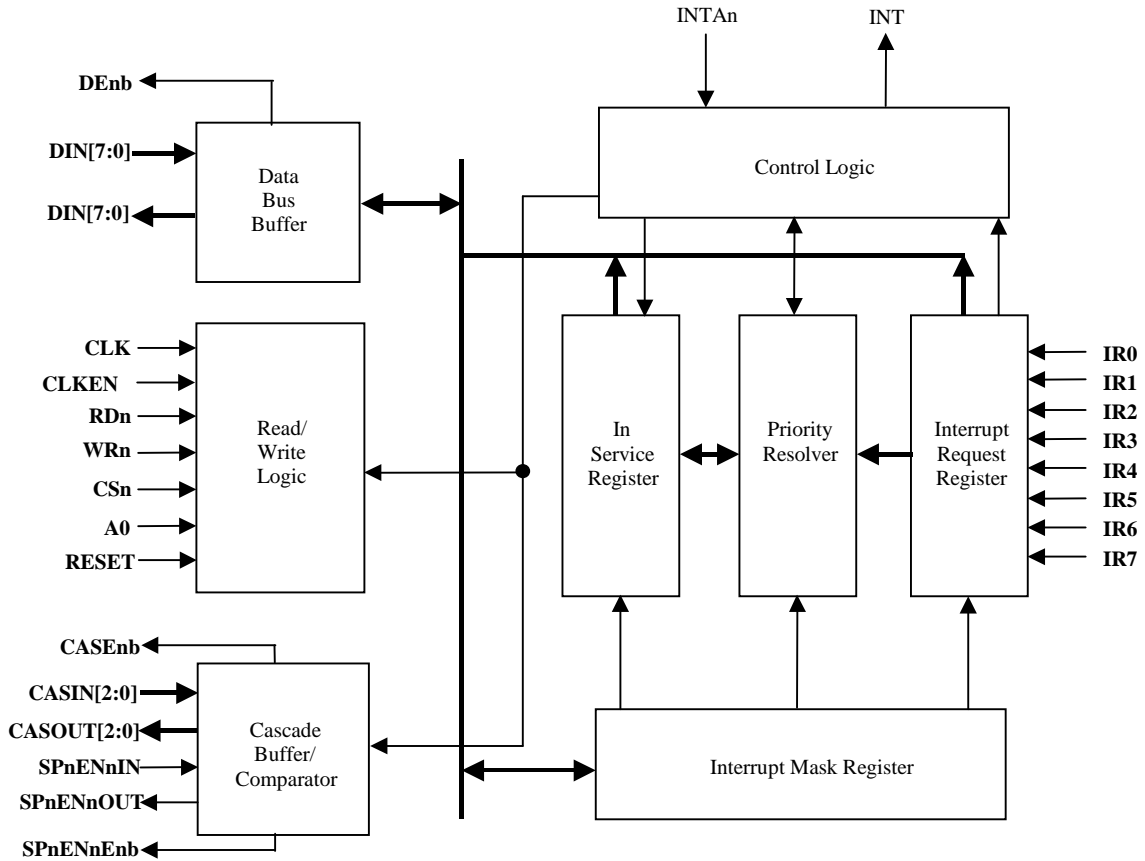 INTAn
INT
DEnb
DIN[7:0]
DIN[7:0]
Data
Bus
Buffer
Control Logic
CLK
CLKEN
RDn
WRn
CSn
A0
RESET
Read/
Write
Logic
In
Service
Register
Priority
Resolver
Interrupt
Request
Register
IR0
IR1
IR2
IR3
IR4
IR5
IR6
IR7
CASEnb
CASIN[2:0]
CASOUT[2:0]
SPnENnIN
SPnENnOUT
SPnENnEnb
Cascade
Buffer/
Comparator
Interrupt Mask Register